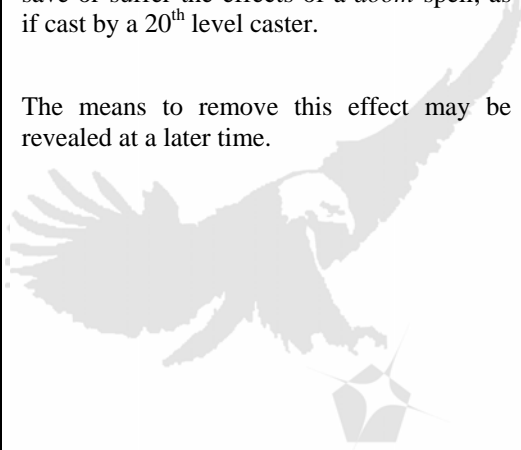 save or suffer the effects of a doom spell, as
if cast by a 20th level caster.
The means to remove this effect may be
revealed at a later time.